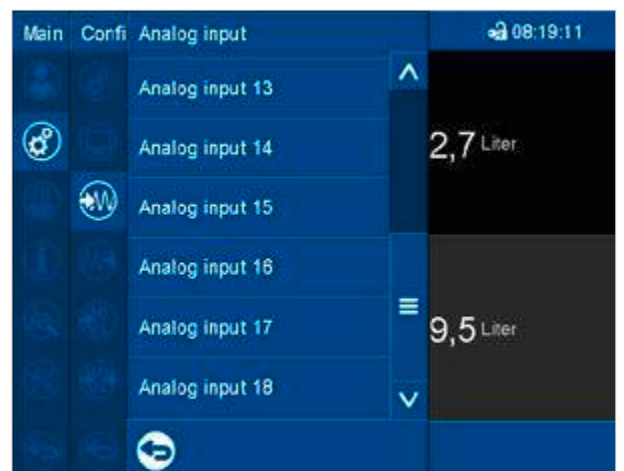 Main Confi Analog input 08:19:11
Analog input 13
Analog input 14
2,7 Liter
Analog input 15
Analog input 16
Analog input 17
9,5 Liter
Analog input 18